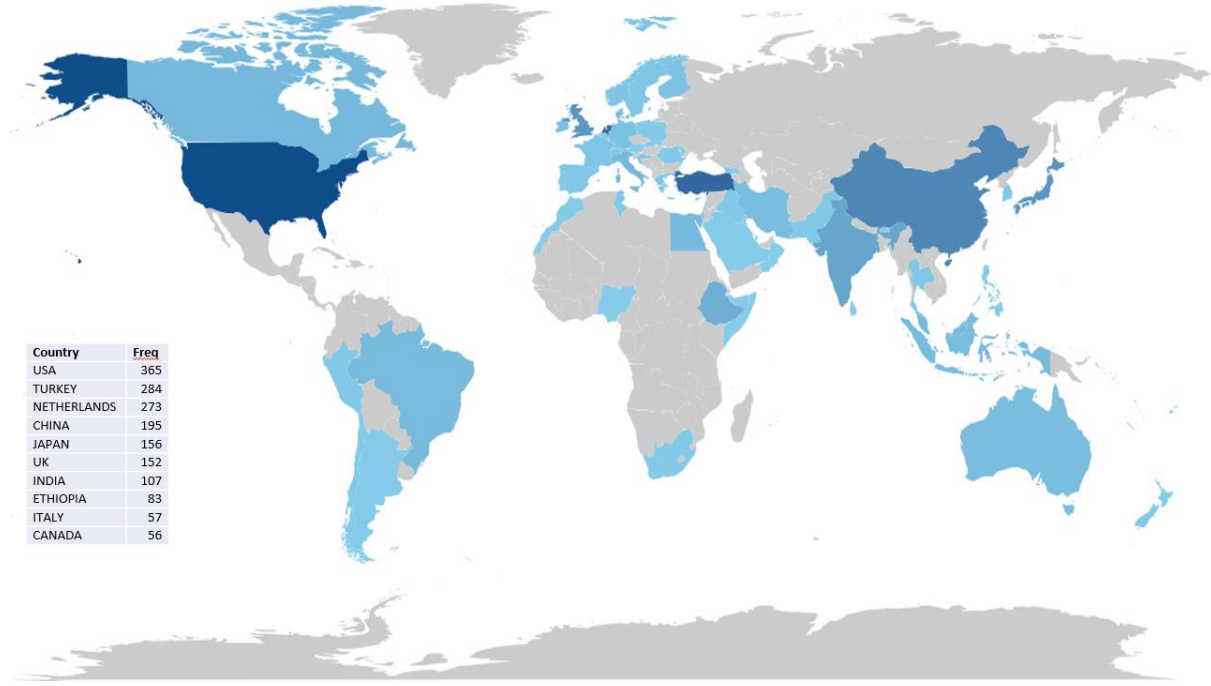 Country Freq
USA 365
TURKEY 284
NETHERLANDS 273
CHINA 195
JAPAN 156
UK 152
INDIA 107
ETHIOPIA 83
ITALY 57
CANADA 56